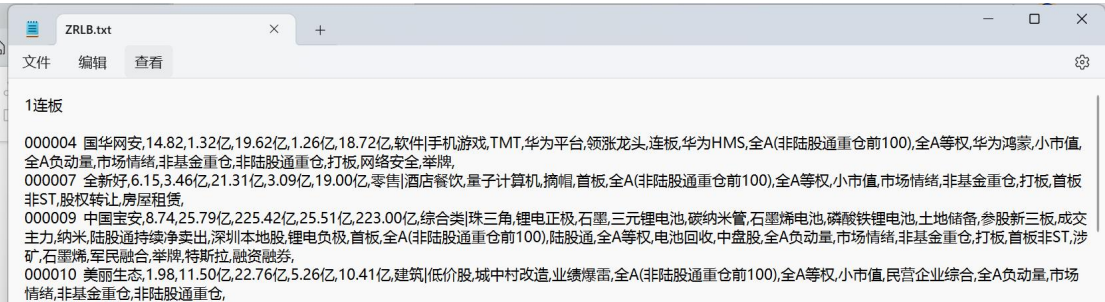 ZRLB.txt
文件 编辑 查看
1连板
000004 国华网安,14.82,1.32亿,19.62亿,1.26亿,18.72亿,软件|手机游戏,TMT,华为平台,领涨龙头,连板,华为HMS,全A(非陆股通重仓前100),全A等权,华为鸿蒙,小市值,
全A负动量,市场情绪,非基金重仓,非陆股通重仓,打板,网络安全,举牌,
000007 全新好,6.15,3.46亿,21.31亿,3.09亿,19.00亿,零售|酒店餐饮,量子计算机,摘帽,首板,全A(非陆股通重仓前100),全A等权,小市值,市场情绪,非基金重仓,打板,首板
非ST,股权转让,房屋租赁,
000009 中国宝安,8.74,25.79亿,225.42亿,25.51亿,223.00亿,综合类|珠三角,锂电正极,石墨,三元锂电池,碳纳米管,石墨烯电池,磷酸铁锂电池,土地储备,参股新三板,成交
主力,纳米,陆股通持续净卖出,深圳本地股,锂电负极,首板,全A(非陆股通重仓前100),陆股通,全A等权,电池回收,中盘股,全A负动量,市场情绪,非基金重仓,打板,首板非ST,涉
矿,石墨烯,军民融合,举牌,特斯拉,融资融券,
000010 美丽生态,1.98,11.50亿,22.76亿,5.26亿,10.41亿,建筑|低价股,城中村改造,业绩爆雷,全A(非陆股通重仓前100),全A等权,小市值,民营企业综合,全A负动量,市场
情绪,非基金重仓,非陆股通重仓,